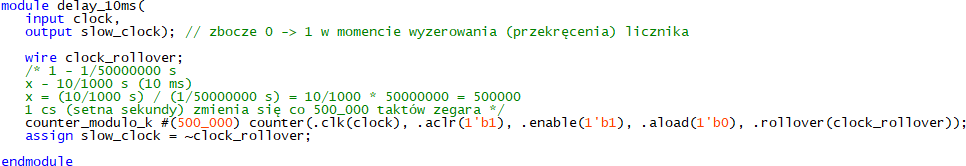 module delay_10ms(
input clock,
output slow_clock); // zbocze 0 -> 1 w momencie wyzerowania (przekręcenia) licznika
wire clock_rollover;
/* 1 - 1/50000000 s
x - 10/1000 s (10 ms)
x = (10/1000 s) / (1/50000000 s) = 10/1000 * 50000000 = 500000
1 cs (setna sekundy) zmienia się co 500_000 taktów zegara */
counter_modulo_k #(500_000) counter(.clk(clock), .aclr(1'b1), .enable(1'b1), .aload(1'b0), .rollover(clock_rollover));
assign slow_clock = ~clock_rollover;
endmodule